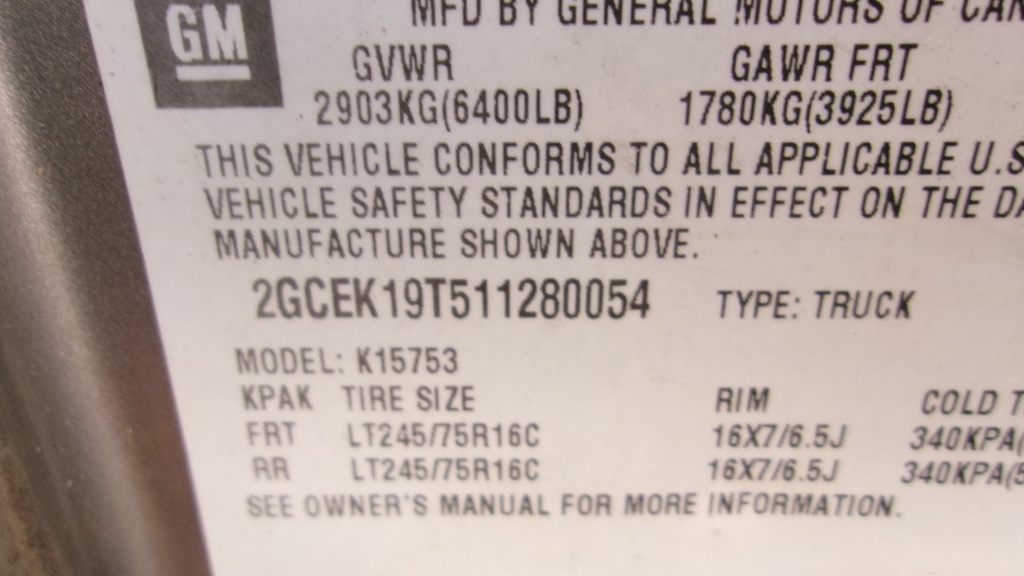 GM
MFD BY GENERAL MOTORS OF CAN
GVWR GAWR FRT
2903KG(6400LB) 1780KG(3925LB)
THIS VEHICLE CONFORMS TO ALL APPLICABLE U.S
VEHICLE SAFETY STANDARDS IN EFFECT ON THE DA
MANUFACTURE SHOWN ABOVE.
2GCEK19T511280054 TYPE: TRUCK
MODEL: K15753
KPAK TIRE SIZE RIM COLD T
FRT LT245/75R16C 16X7/6.5J 340KPA(
RR LT245/75R16C 16X7/6.5J 340KPA(5
SEE OWNER'S MANUAL FOR MORE INFORMATION.